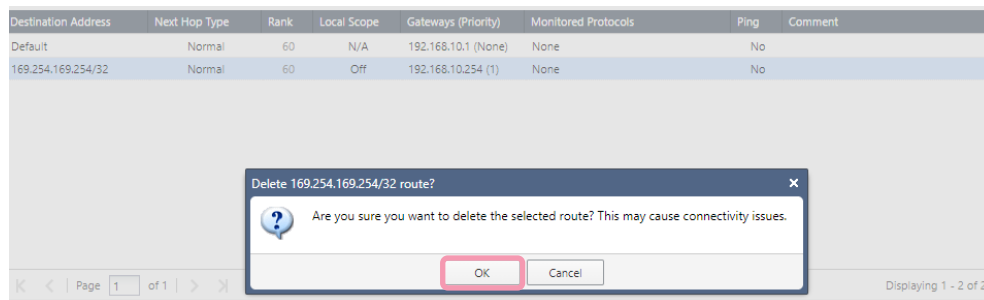 Destination Address Next Hop Type Rank Local Scope Gateways (Priority) Monitored Protocols Ping Comment
Default Normal 60 N/A 192.168.10.1 (None) None No
169.254.169.254/32 Normal 60 Off 192.168.10.254 (1) None No
Delete 169.254.169.254/32 route?
Are you sure you want to delete the selected route? This may cause connectivity issues.
OK Cancel
Page 1 of 1 Displaying 1 - 2 of 2